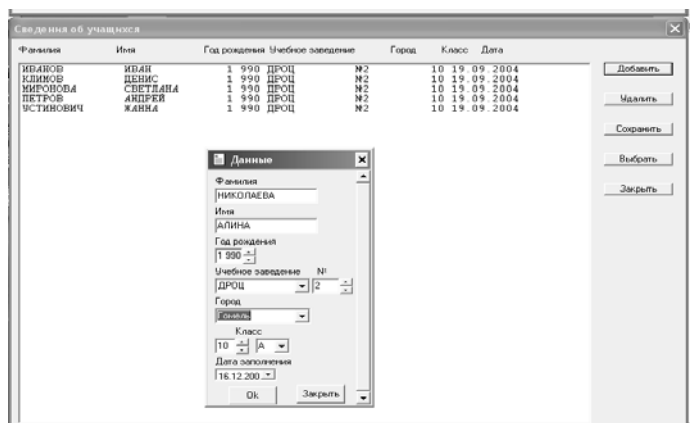 Сведения об учащихся
Фамилия Имя Год рождения Учебное заведение Город Класс Дата
ИВАНОВ ИВАН 1 990 ДРОЦ №2 10 19.09.2004
КЛИМОВ ДЕНИС 1 990 ДРОЦ №2 10 19.09.2004
МИРОНОВА СВЕТЛАНА 1 990 ДРОЦ №2 10 19.09.2004
ПЕТРОВ АНДРЕЙ 1 990 ДРОЦ №2 10 19.09.2004
УСТИНОВИЧ ЖАННА 1 990 ДРОЦ №2 10 19.09.2004
Добавить
Удалить
Сохранить
Выбрать
Закрыть
Данные
Фамилия
НИКОЛАЕВА
Имя
АЛИНА
Год рождения
1 990
Учебное заведение №
ДРОЦ 2
Город
Гомель
Класс
10 А
Дата заполнения
16.12.200
Ok Закрыть